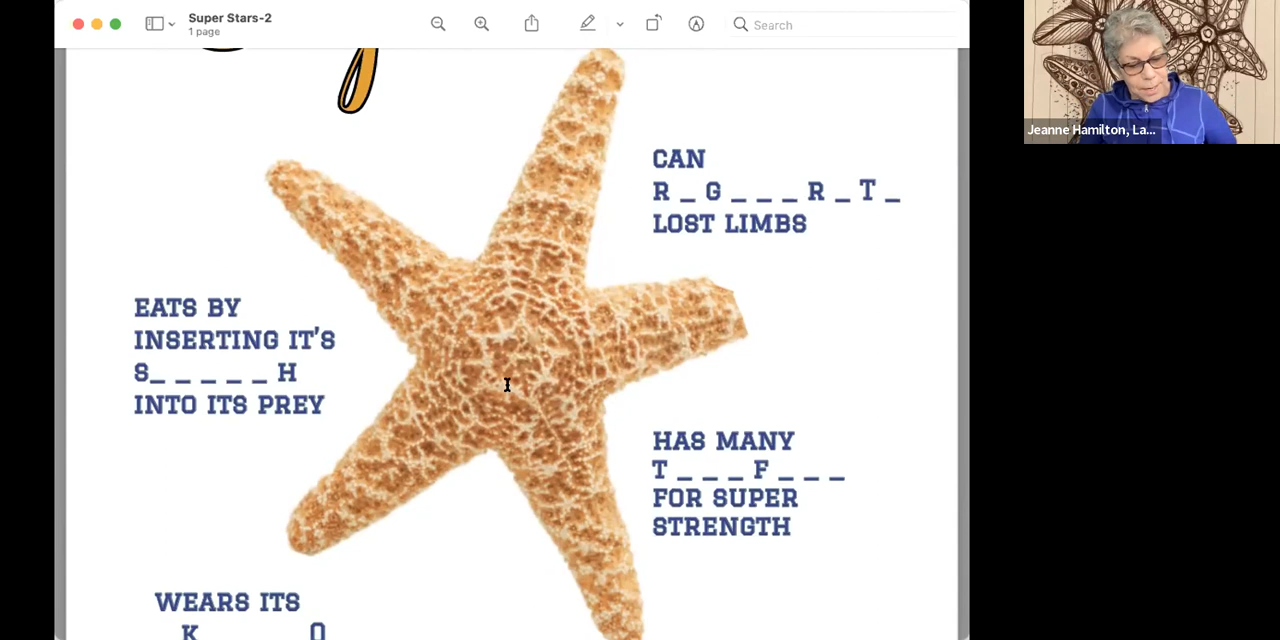 Super Stars-2
1 page
Search
Jeanne Hamilton, La...
CAN
R _ G _ _ _ R _ T _
LOST LIMBS
EATS BY
INSERTING IT'S
S_ _ _ _ _ H
INTO ITS PREY
HAS MANY
T _ _ _ F _ _ _
FOR SUPER
STRENGTH
WEARS ITS